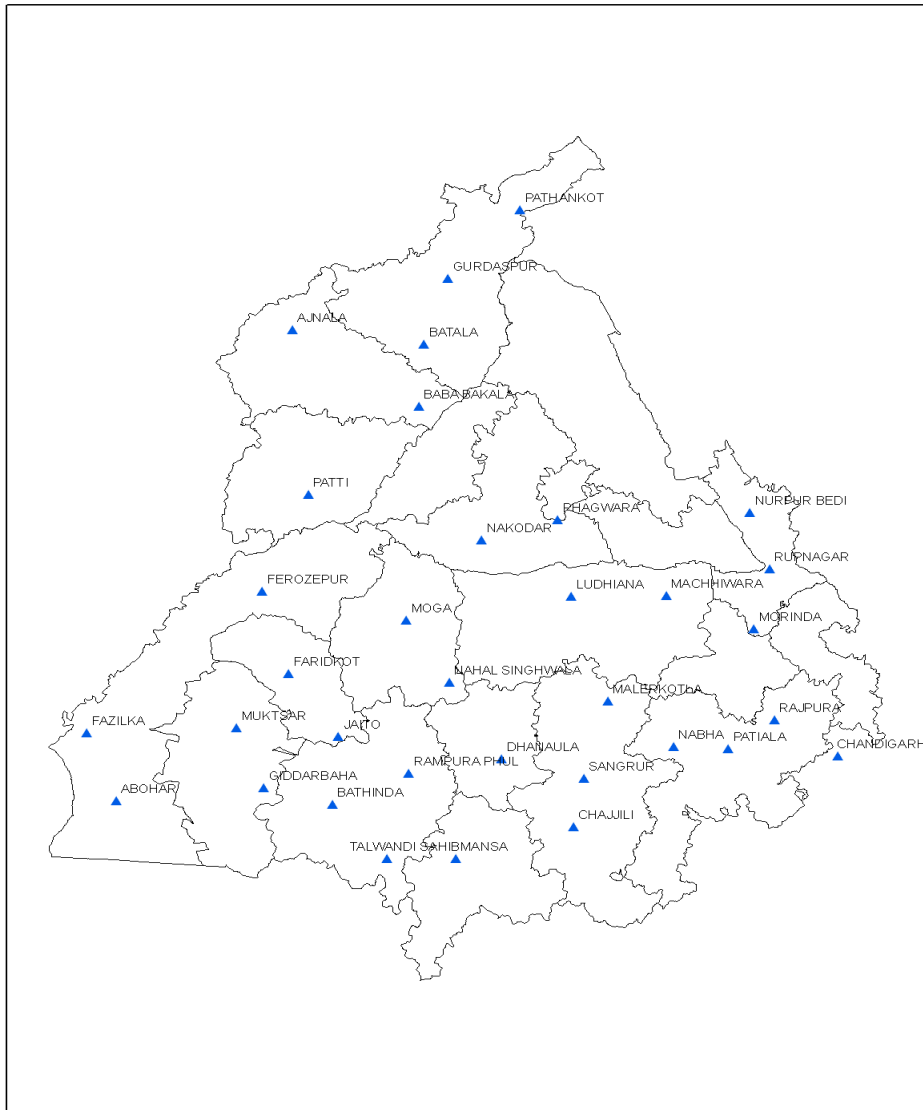 PATHANKOT
GURDASPUR
AJNALA
BATALA
BABA BAKALA
PATTI
NURPUR BEDI
PHAGWARA
NAKODAR
RUPNAGAR
FEROZEPUR
LUDHIANA
MACHHIWARA
MOGA
MORINDA
FARIDKOT
NAHAL SINGHWALA
MALERKOTLA
FAZILKA
MUKTSAR
JAITO
RAJPURA
NABHA
PATIALA
CHANDIGARH
DHANAULA
RAMPURA PHUL
SANGRUR
ABOHAR
GIDDARBAHA
BATHINDA
CHAJJILI
TALWANDI SAHIB
MANSA